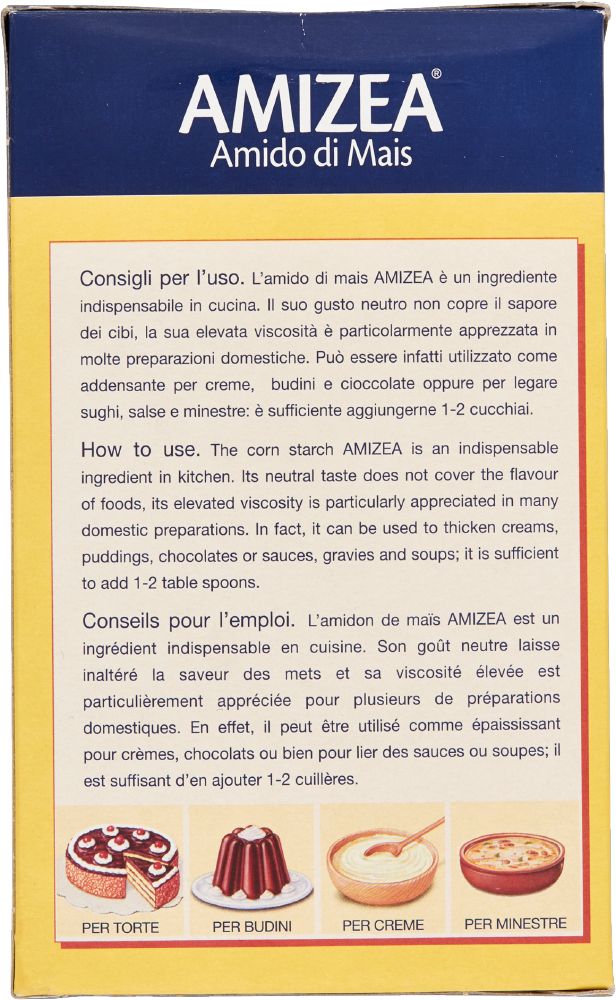 AMIZEA®
Amido di Mais
Consigli per l'uso. L'amido di mais AMIZEA è un ingrediente
indispensabile in cucina. Il suo gusto neutro non copre il sapore
dei cibi, la sua elevata viscosità è particolarmente apprezzata in
molte preparazioni domestiche. Può essere infatti utilizzato come
addensante per creme, budini e cioccolate oppure per legare
sughi, salse e minestre: è sufficiente aggiungerne 1-2 cucchiai.
How to use. The corn starch AMIZEA is an indispensable
ingredient in kitchen. Its neutral taste does not cover the flavour
of foods, its elevated viscosity is particularly appreciated in many
domestic preparations. In fact, it can be used to thicken creams,
puddings, chocolates or sauces, gravies and soups; it is sufficient
to add 1-2 table spoons.
Conseils pour l'emploi. L'amidon de maïs AMIZEA est un
ingrédient indispensable en cuisine. Son goût neutre laisse
inaltéré la saveur des mets et sa viscosité élevée est
particulièrement appréciée pour plusieurs de préparations
domestiques. En effet, il peut être utilisé comme épaississant
pour crèmes, chocolats ou bien pour lier des sauces ou soupes; il
est suffisant d'en ajouter 1-2 cuillères.
PER TORTE PER BUDINI PER CREME PER MINESTRE